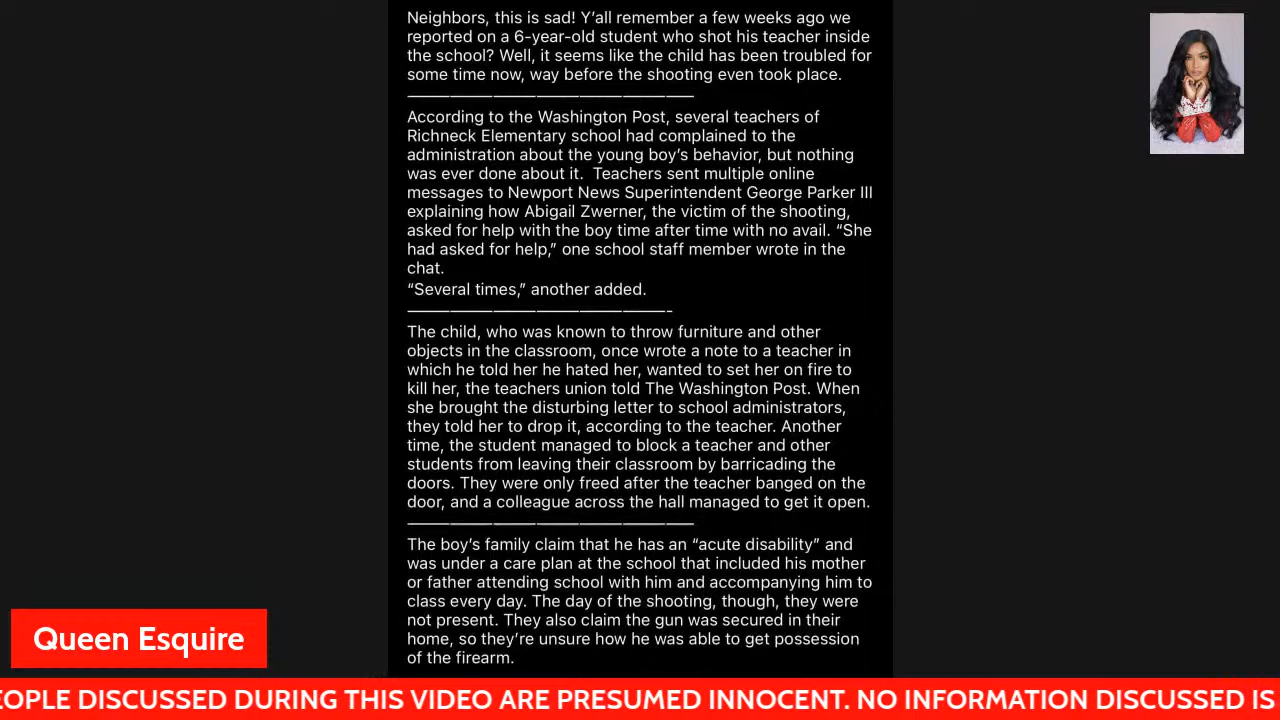 Neighbors, this is sad! Y’all remember a few weeks ago we
reported on a 6-year-old student who shot his teacher inside
the school? Well, it seems like the child has been troubled for
some time now, way before the shooting even took place.
According to the Washington Post, several teachers of
Richneck Elementary school had complained to the
administration about the young boy’s behavior, but nothing
was ever done about it.  Teachers sent multiple online
messages to Newport News Superintendent George Parker III
explaining how Abigail Zwerner, the victim of the shooting,
asked for help with the boy time after time with no avail. “She
had asked for help,” one school staff member wrote in the
chat.
“Several times,” another added.
The child, who was known to throw furniture and other
objects in the classroom, once wrote a note to a teacher in
which he told her he hated her, wanted to set her on fire to
kill her, the teachers union told The Washington Post. When
she brought the disturbing letter to school administrators,
they told her to drop it, according to the teacher. Another
time, the student managed to block a teacher and other
students from leaving their classroom by barricading the
doors. They were only freed after the teacher banged on the
door, and a colleague across the hall managed to get it open.
The boy’s family claim that he has an “acute disability” and
was under a care plan at the school that included his mother
or father attending school with him and accompanying him to
class every day. The day of the shooting, though, they were
not present. They also claim the gun was secured in their
home, so they’re unsure how he was able to get possession
of the firearm.
Queen Esquire
EOPLE DISCUSSED DURING THIS VIDEO ARE PRESUMED INNOCENT. NO INFORMATION DISCUSSED IS